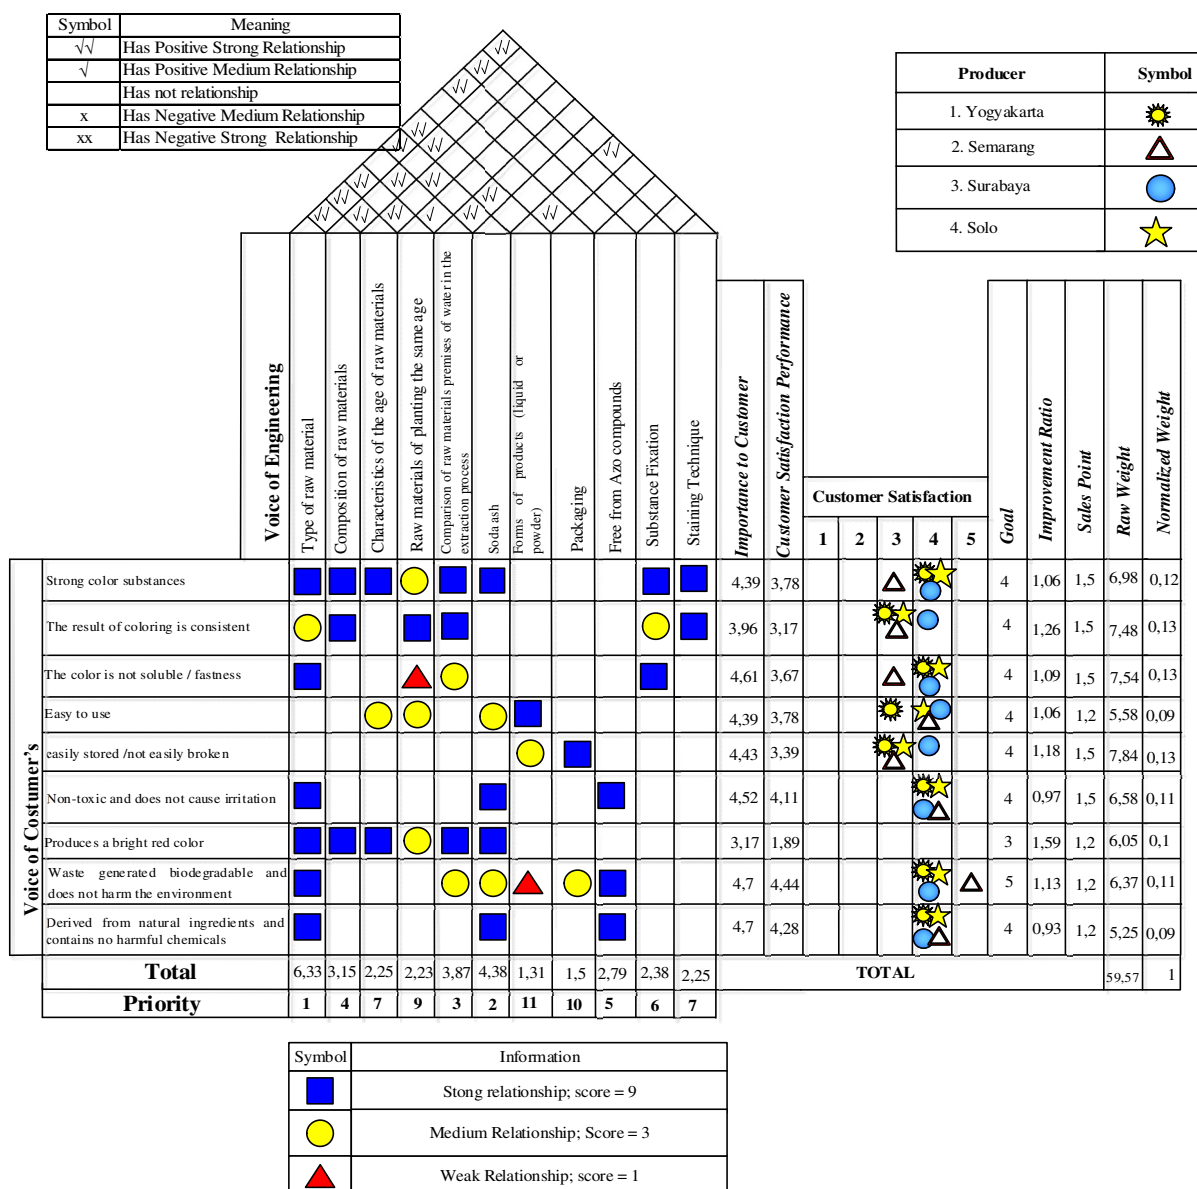 Symbol Meaning
√√ Has Positive Strong Relationship
√ Has Positive Medium Relationship
Has not relationship
x Has Negative Medium Relationship
xx Has Negative Strong Relationship
√√
√√
√√
√√
√√ √√ √√
√√ √√ √√
√√ √√ √√
√√ √√ √ √√ √√
Producer Symbol
1. Yogyakarta
2. Semarang
3. Surabaya
4. Solo
Voice of Engineering
Type of raw material
Composition of raw materials
Characteristics of the age of raw materials
Raw materials of planting the same age
Comparison of raw materials premises of water in the
extraction process
Soda ash
Forms of products (liquid or
powder)
Packaging
Free from Azo compounds
Substance Fixation
Staining Technique
Importance to Customer
Customer Satisfaction Performance
Customer Satisfaction
1 2 3 4 5
Goal
Improvement Ratio
Sales Point
Raw Weight
Normalized Weight
Voice of Costumer's
Strong color substances 4,39 3,78 4 1,06 1,5 6,98 0,12
The result of coloring is consistent 3,96 3,17 4 1,26 1,5 7,48 0,13
The color is not soluble / fastness 4,61 3,67 4 1,09 1,5 7,54 0,13
Easy to use 4,39 3,78 4 1,06 1,2 5,58 0,09
easily stored /not easily broken 4,43 3,39 4 1,18 1,5 7,84 0,13
Non-toxic and does not cause irritation 4,52 4,11 4 0,97 1,5 6,58 0,11
Produces a bright red color 3,17 1,89 3 1,59 1,2 6,05 0,1
Waste generated biodegradable and
does not harm the environment 4,7 4,44 5 1,13 1,2 6,37 0,11
Derived from natural ingredients and
contains no harmful chemicals 4,7 4,28 4 0,93 1,2 5,25 0,09
Total 6,33 3,15 2,25 2,23 3,87 4,38 1,31 1,5 2,79 2,38 2,25 TOTAL 59,57 1
Priority 1 4 7 9 3 2 11 10 5 6 7
Symbol Information
Stong relationship; score = 9
Medium Relationship; Score = 3
Weak Relationship; score = 1